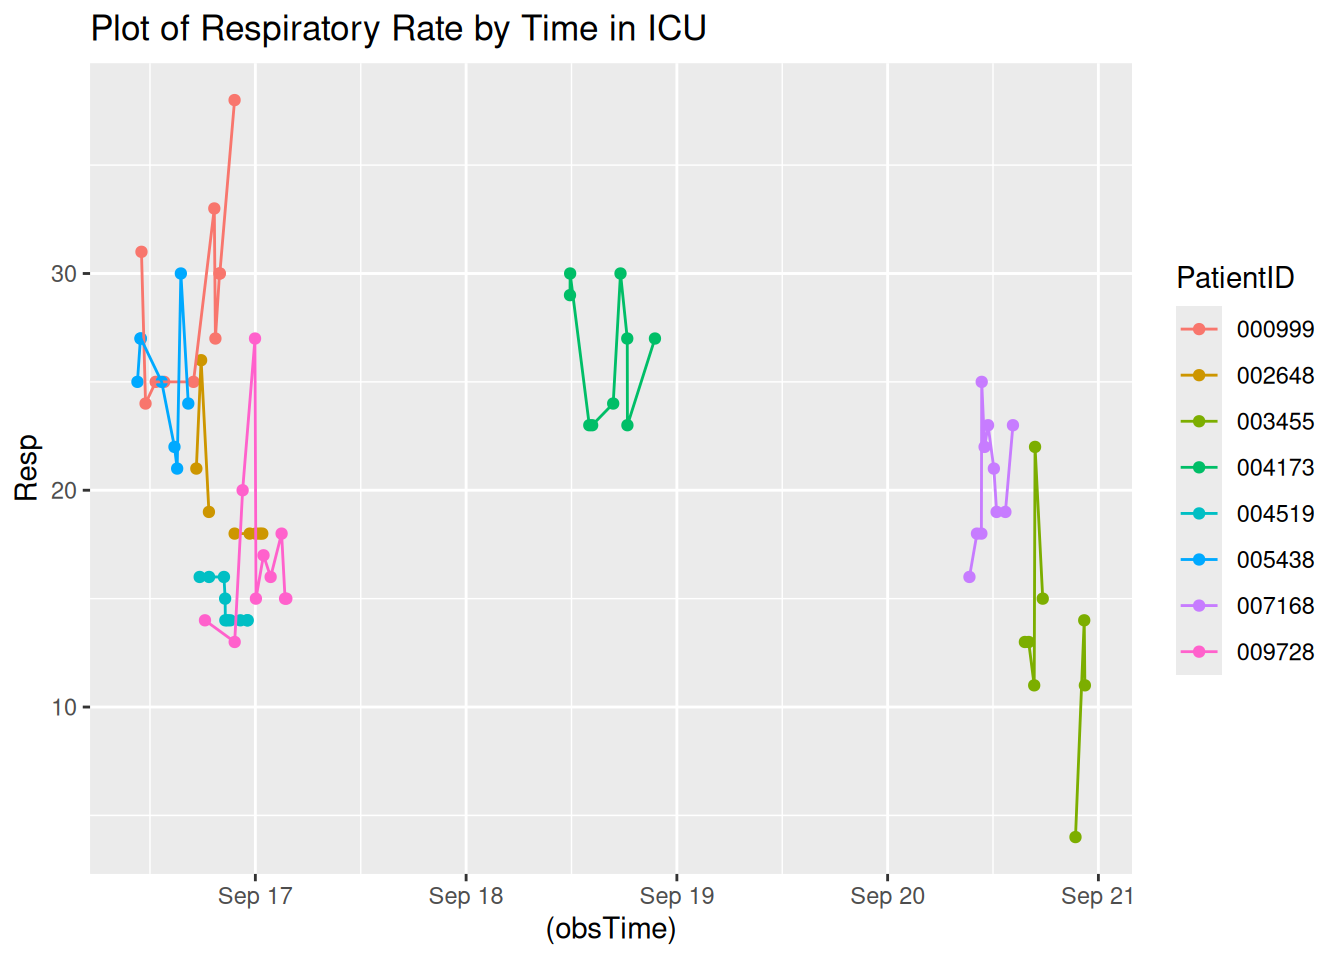 Plot of Respiratory Rate by Time in ICU
Resp
30
20
10
Sep 17 Sep 18 Sep 19 Sep 20 Sep 21
(obsTime)
PatientID
000999
002648
003455
004173
004519
005438
007168
009728